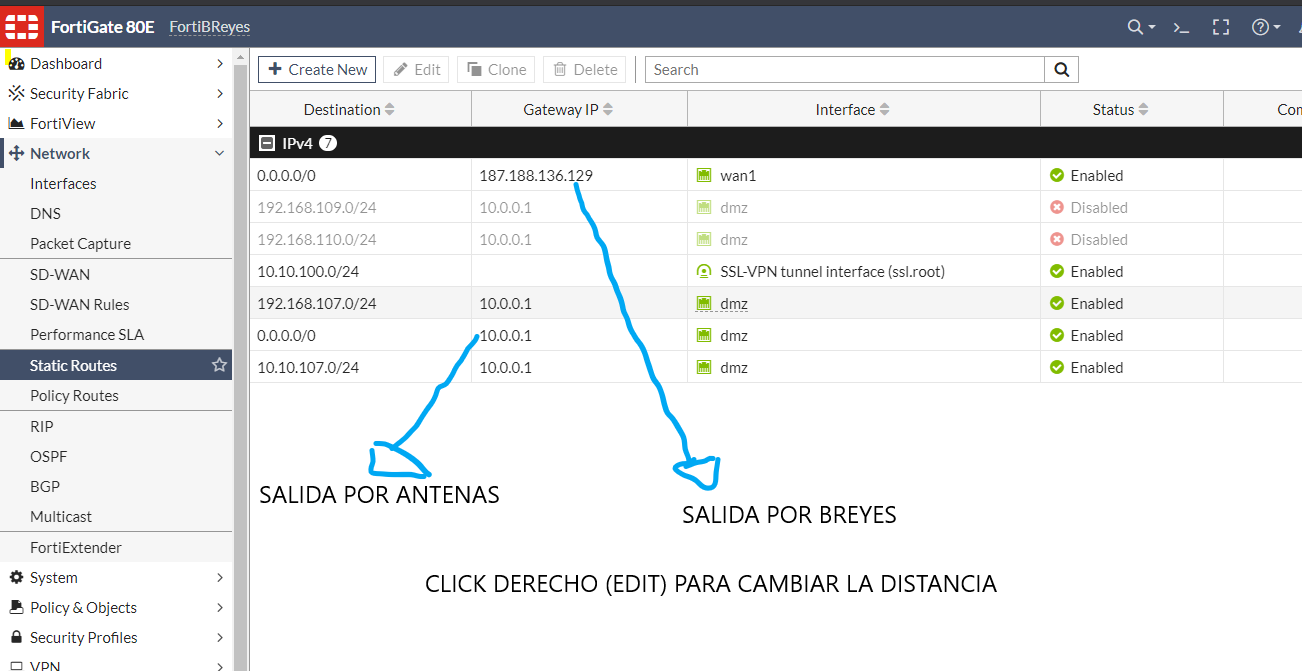 FortiGate 80E FortiBReyes
Dashboard
Security Fabric
FortiView
Network
Interfaces
DNS
Packet Capture
SD-WAN
SD-WAN Rules
Performance SLA
Static Routes
Policy Routes
RIP
OSPF
BGP
Multicast
FortiExtender
System
Policy & Objects
Security Profiles
VPN
Create New Edit Clone Delete Search
Destination Gateway IP Interface Status
IPv4 7
0.0.0.0/0 187.188.136.129 wan1 Enabled
192.168.109.0/24 10.0.0.1 dmz Disabled
192.168.110.0/24 10.0.0.1 dmz Disabled
10.10.100.0/24 SSL-VPN tunnel interface (ssl.root) Enabled
192.168.107.0/24 10.0.0.1 dmz Enabled
0.0.0.0/0 10.0.0.1 dmz Enabled
10.10.107.0/24 10.0.0.1 dmz Enabled
SALIDA POR ANTENAS
SALIDA POR BREYES
CLICK DERECHO (EDIT) PARA CAMBIAR LA DISTANCIA